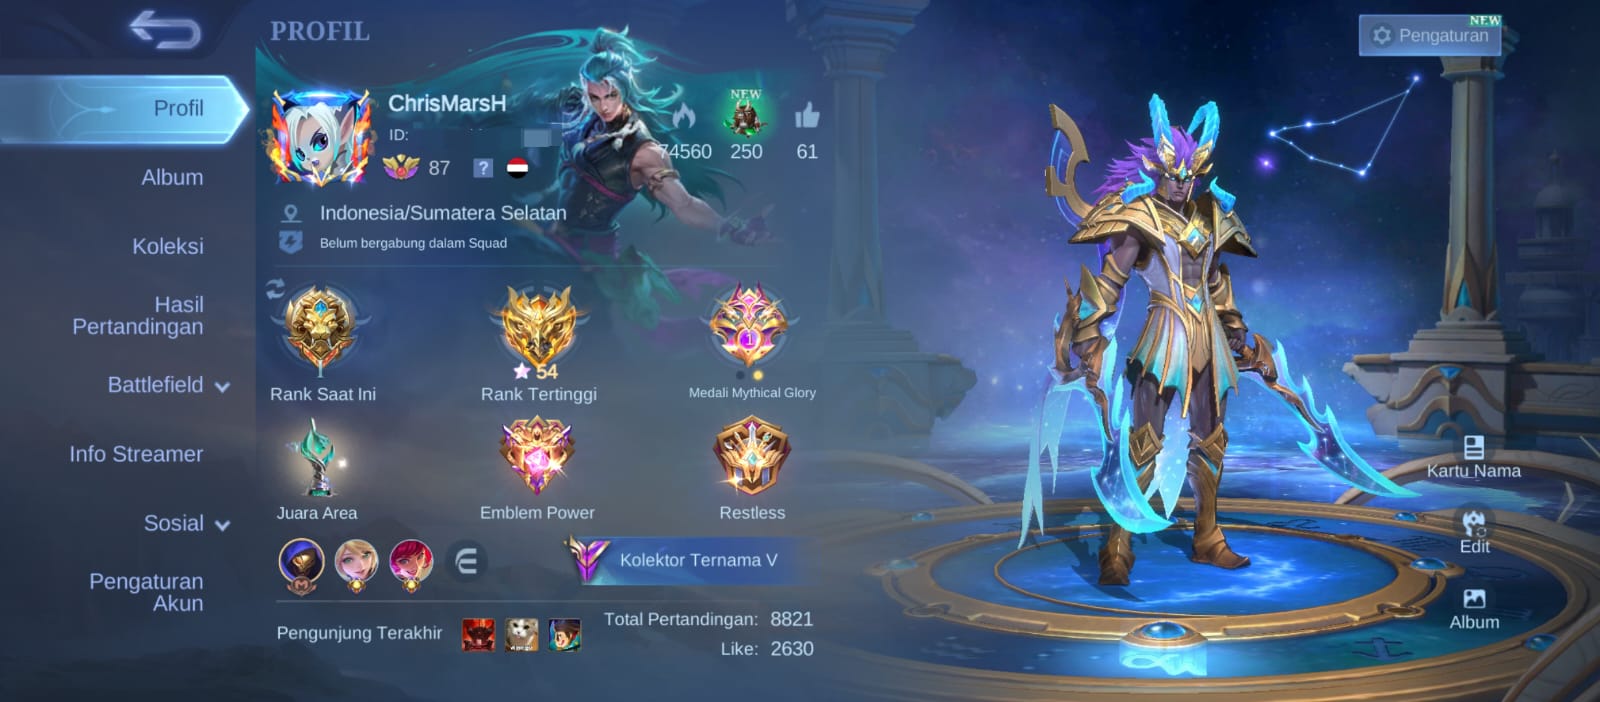 PROFIL
NEW
Pengaturan
Profil
Album
Koleksi
Hasil
Pertandingan
Battlefield
Info Streamer
Sosial
Pengaturan
Akun
ChrisMarsH
ID:
87
?
NEW
74560
250
61
Indonesia/Sumatera Selatan
Belum bergabung dalam Squad
1
54
1
Rank Saat Ini
Rank Tertinggi
Medali Mythical Glory
Juara Area
Emblem Power
Restless
Kolektor Ternama V
Pengunjung Terakhir
Total Pertandingan: 8821
Like: 2630
Kartu Nama
Edit
Album